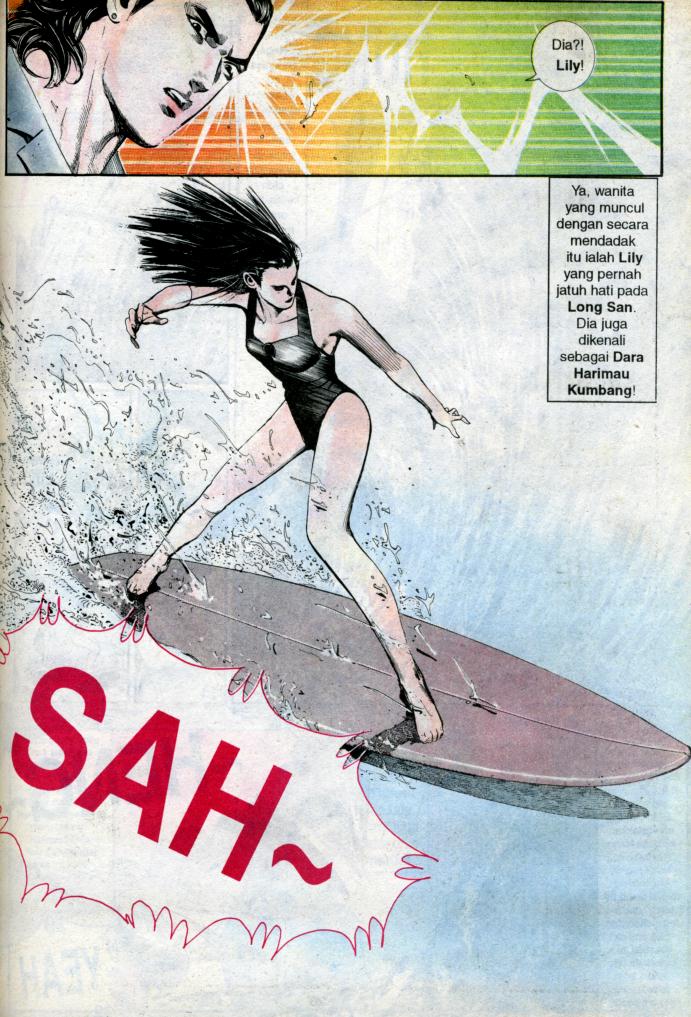 Dia?!
Lily!
Ya, wanita
yang muncul
dengan secara
mendadak
itu ialah Lily
yang pernah
jatuh hati pada
Long San.
Dia juga
dikenali
sebagai Dara
Harimau
Kumbang!
SAH~
YEAH